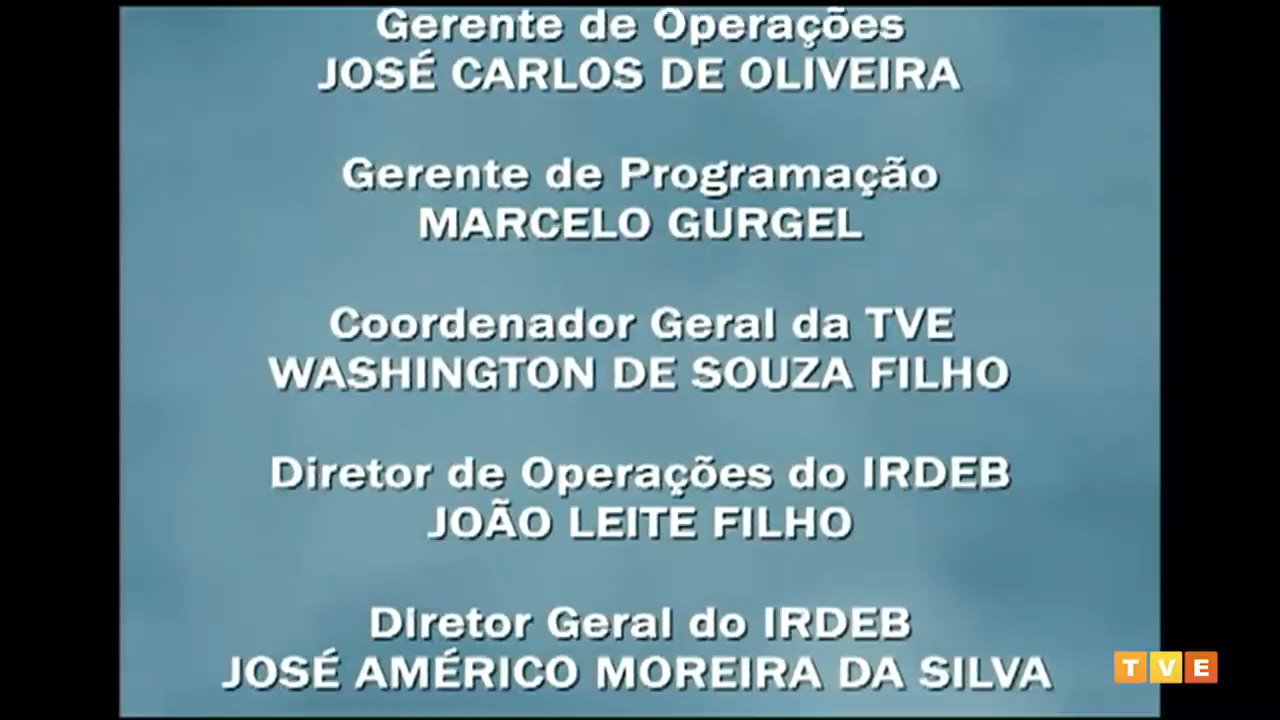 Gerente de Operações
JOSÉ CARLOS DE OLIVEIRA
Gerente de Programação
MARCELO GURGEL
Coordenador Geral da TVE
WASHINGTON DE SOUZA FILHO
Diretor de Operações do IRDEB
JOÃO LEITE FILHO
DIretor Geral do IRDEB
JOSÉ AMÉRICO MOREIRA DA SILVA
TVE